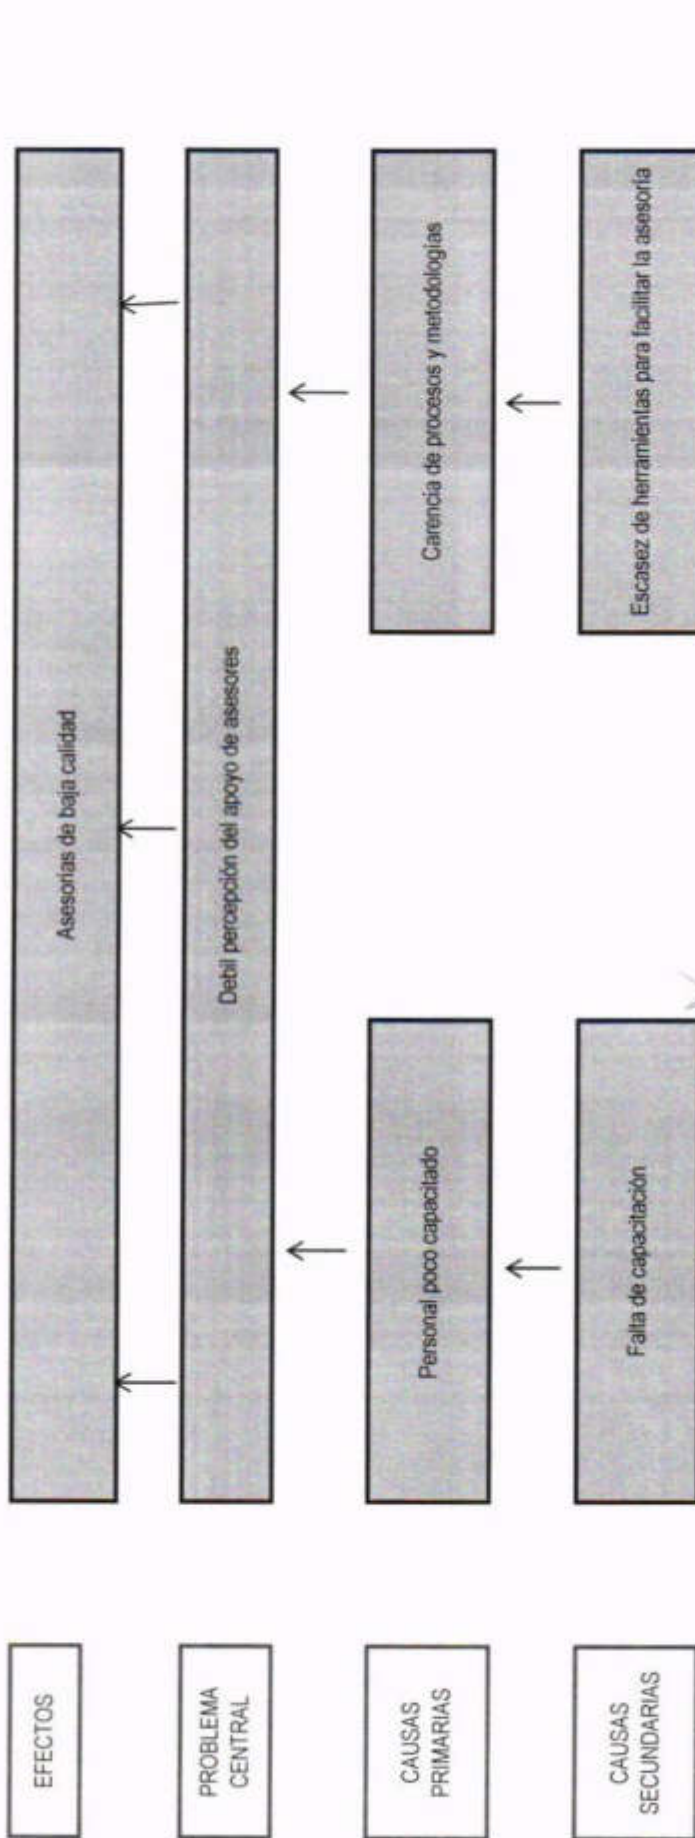 EFECTOS
Asesorias de baja calidad
PROBLEMA
CENTRAL
Debil percepción del apoyo de asesores
CAUSAS
PRIMARIAS
Personal poco capacitado
Carencia de procesos y metodologías
CAUSAS
SECUNDARIAS
Falta de capacitación
Escasez de herramientas para facilitar la asesoría